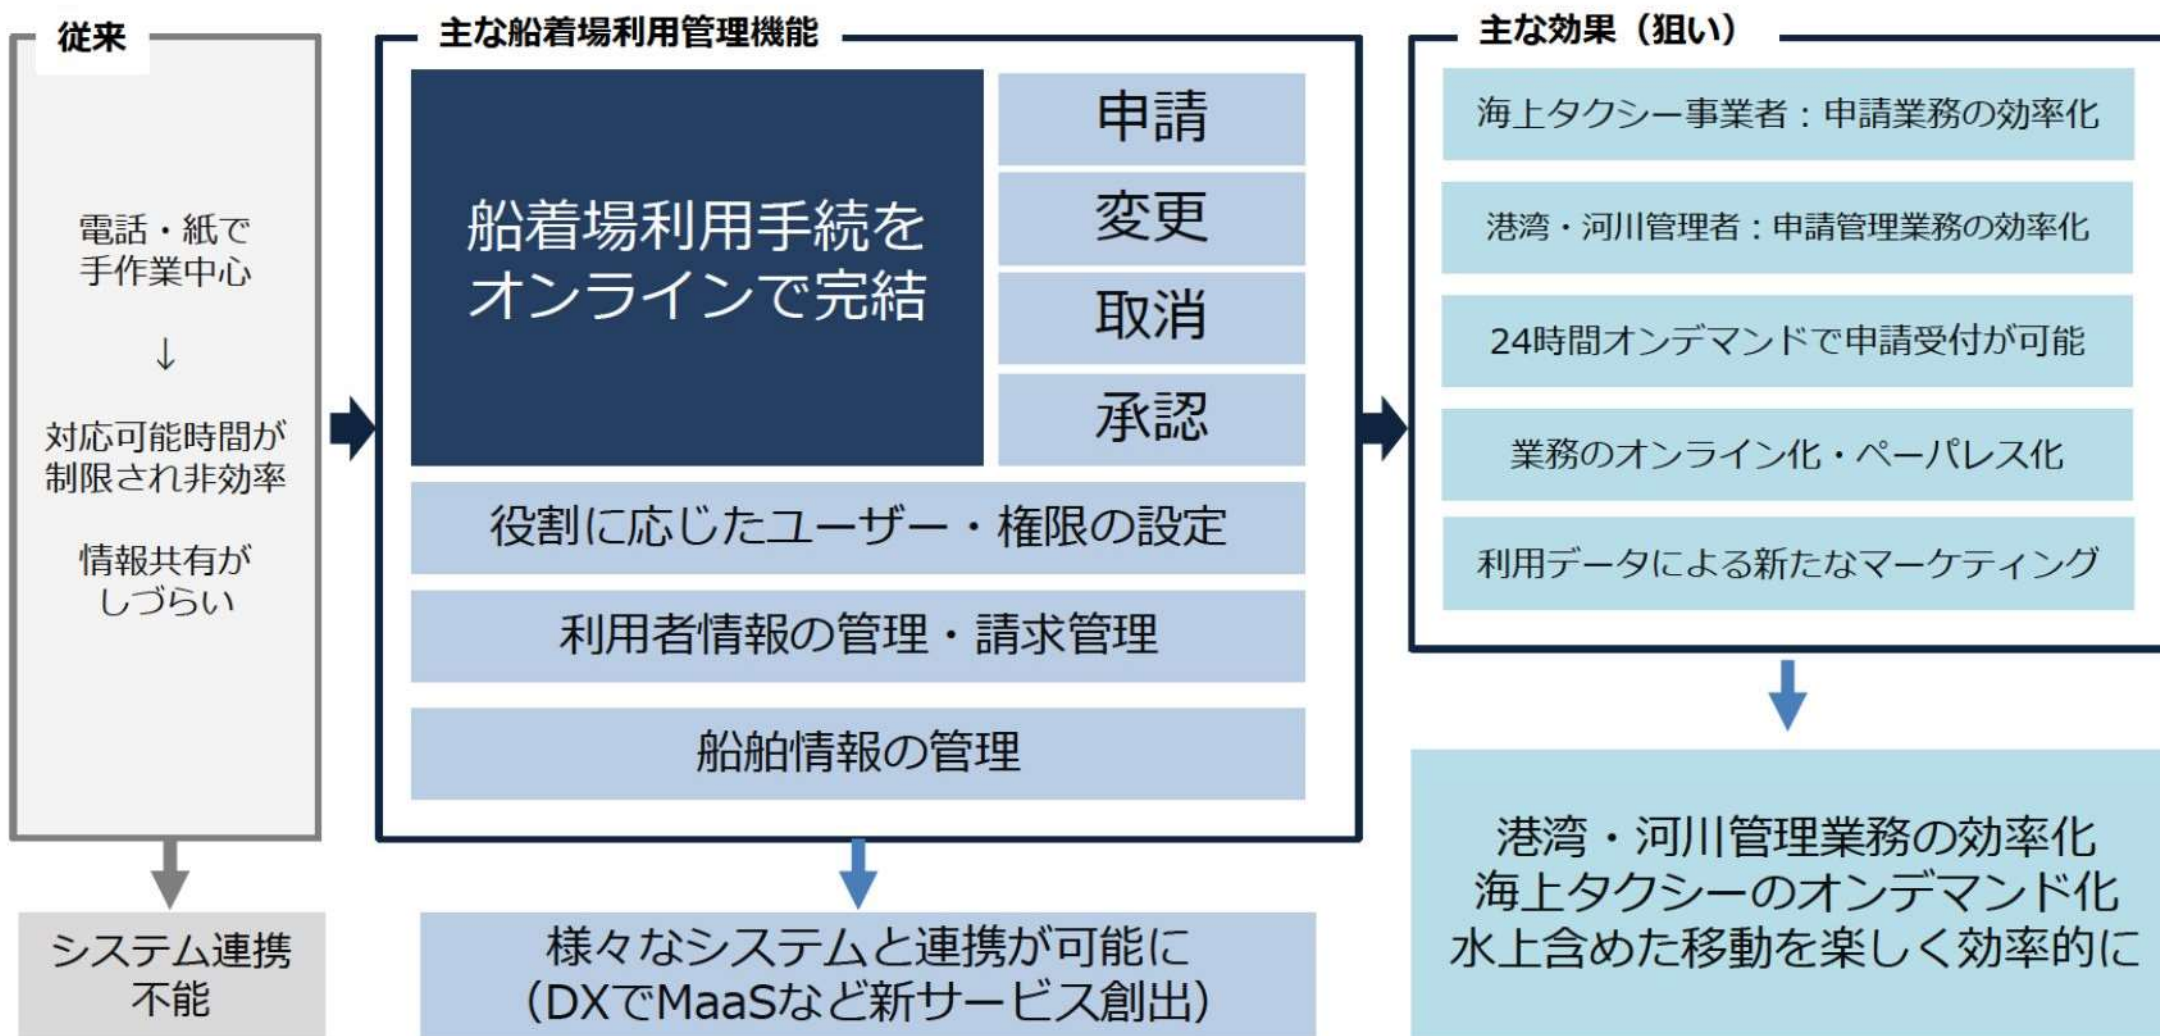 従来
電話・紙で
手作業中心
↓
対応可能時間が
制限され非効率
情報共有が
しづらい
システム連携
不能
主な船着場利用管理機能
船着場利用手続を
オンラインで完結
申請
変更
取消
承認
役割に応じたユーザー・権限の設定
利用者情報の管理・請求管理
船舶情報の管理
様々なシステムと連携が可能に
（DXでMaaSなど新サービス創出）
主な効果（狙い）
海上タクシー事業者：申請業務の効率化
港湾・河川管理者：申請管理業務の効率化
24時間オンデマンドで申請受付が可能
業務のオンライン化・ペーパレス化
利用データによる新たなマーケティング
港湾・河川管理業務の効率化
海上タクシーのオンデマンド化
水上含めた移動を楽しく効率的に